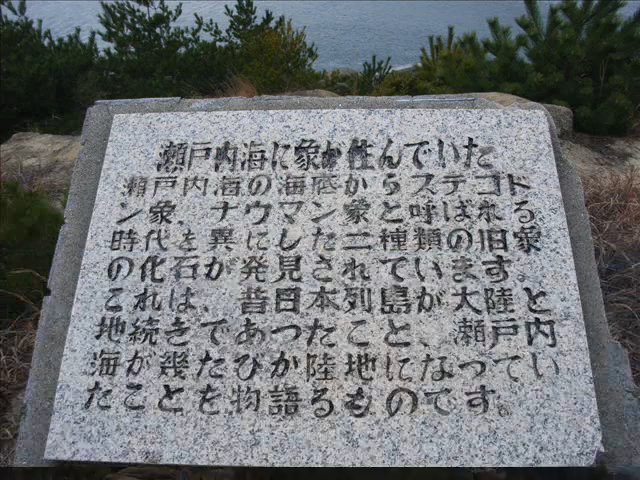 瀬戸内海に象が住んでいた
瀬戸内海の海底からステゴド
ン象、ナウマン象と呼ばれる
時代を異にした二種類の旧象
の化石が発見されています。
これは、昔日本列島が大陸と
地続きであったこと、瀬戸内
海が幾たびか陸地になってい
たことを物語るものです。